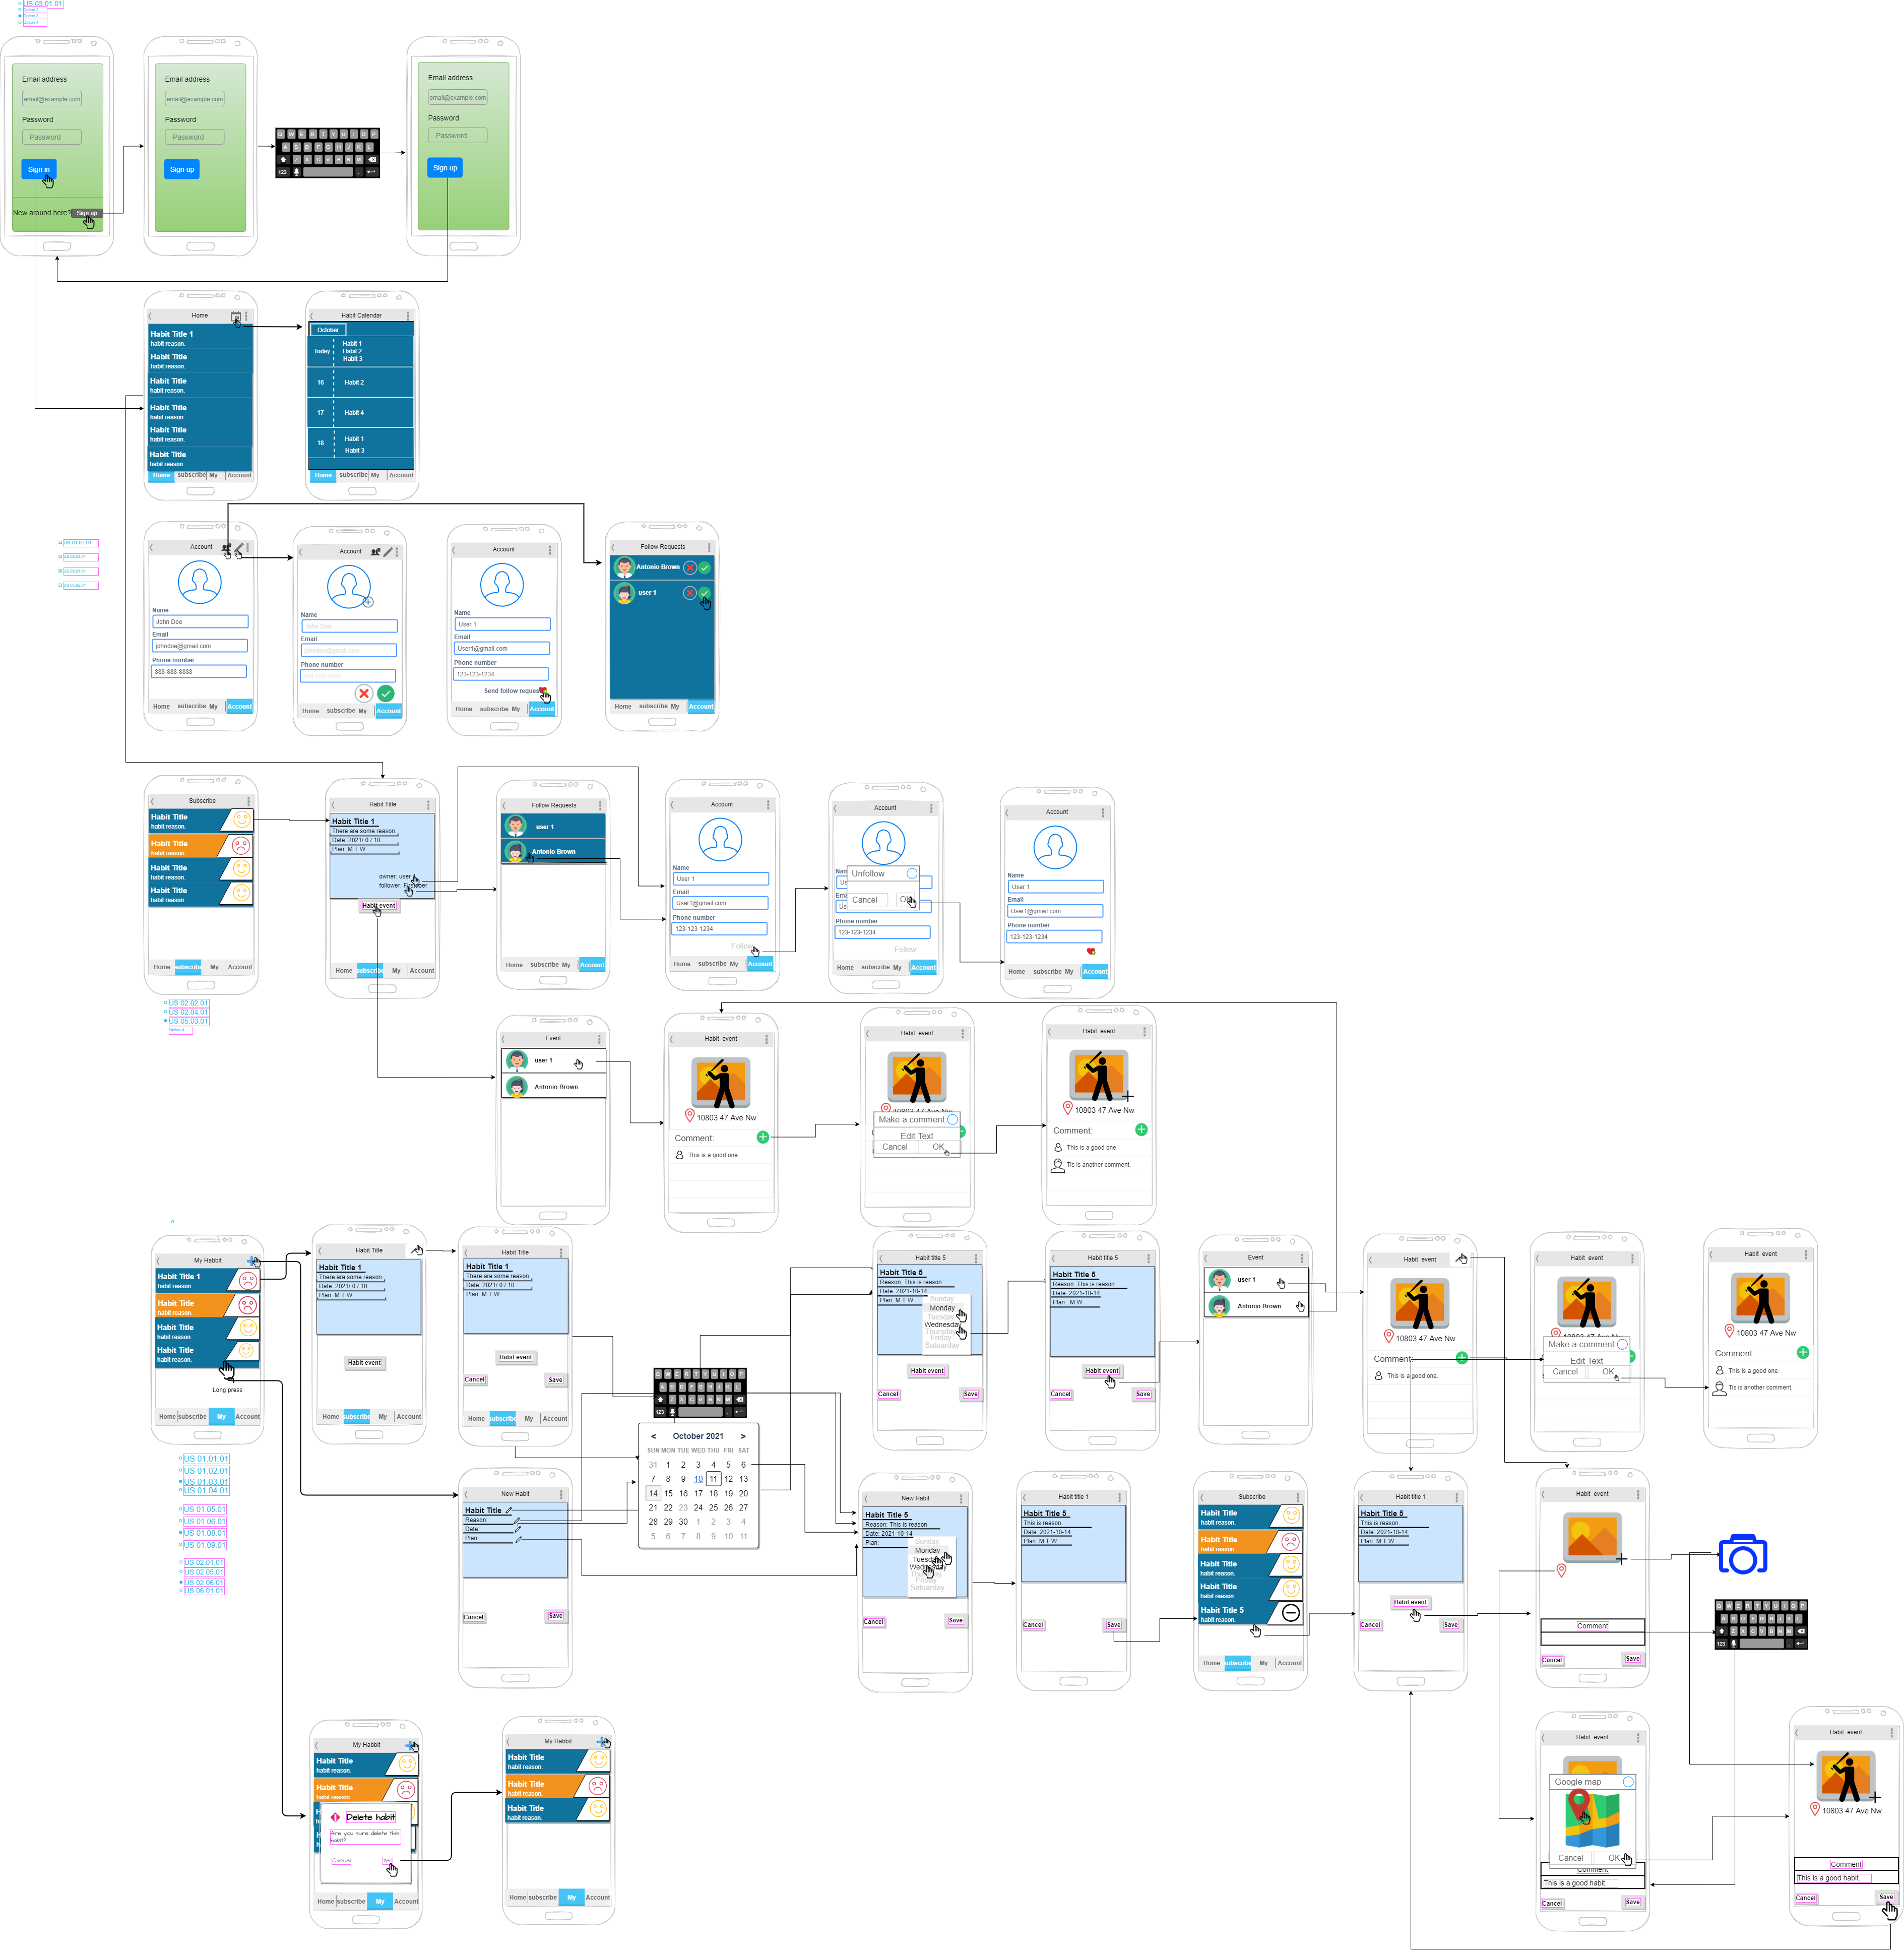 US 03.01.01
Option 2
Option 3
Option 4
Email address
email@example.com
Password
Password
Sign in
New around here? Sign up
Email address
email@example.com
Password
Password
Sign up
Q W E R T Y U I O P
A S D F G H J K L
Z X C V B N M
123
Email address
email@example.com
Password
Password
Sign up
Home
Habit Title 1
habit reason.
Habit Title
habit reason.
Habit Title
habit reason.
Habit Title
habit reason.
Habit Title
habit reason.
Habit Title
habit reason.
Home subscribe My Account
Habit Calendar
October
Today
Habit 1
Habit 2
Habit 3
16 Habit 2
17 Habit 4
18
Habit 1
Habit 3
Home subscribe My Account
US 01.07.01
Account
Name
John Doe
Email
johndoe@gmail.com
Phone number
888-888-8888
Home subscribe My Account
Account
Name
John Doe
Email
johndoe@gmail.com
Phone number
888-888-8888
Home subscribe My Account
Account
Name
User 1
Email
User1@gmail.com
Phone number
123-123-1234
Send follow request
Home subscribe My Account
Follow Requests
Antonio Brown
user 1
Home subscribe My Account
Subscribe
Habit Title
habit reason.
Habit Title
habit reason.
Habit Title
habit reason.
Habit Title
habit reason.
Home subscribe My Account
US 02.02.01
US 02.04.01
US 05.03.01
Option 4
Habit Title
Habit Title 1
There are some reason.
Date: 2021/ 0 / 10
Plan: M T W
owner: user
follower:
Habit event
Home subscribe My Account
Follow Requests
user 1
Antonio Brown
Home subscribe My Account
Account
Name
User 1
Email
User1@gmail.com
Phone number
123-123-1234
Follow
Home subscribe My Account
Account
Unfollow
Cancel OK
Phone number
123-123-1234
Follow
Home subscribe My Account
Account
Name
User 1
Email
User1@gmail.com
Phone number
123-123-1234
Home subscribe My Account
Event
user 1
Antonio Brown
Habit event
10803 47 Ave Nw
Comment:
This is a good one.
Habit event
10803 47 Ave Nw
Make a comment:
Edit Text
Cancel OK
Habit event
10803 47 Ave Nw
Comment:
This is a good one.
Tis is another comment.
My Habbit
Habit Title 1
habit reason.
Habit Title
habit reason.
Habit Title
habit reason.
Habit Title
habit reason.
Long press
Home subscribe My Account
US 01.01.01
US 01.02.01
US 01.03.01
US 01.04.01
US 01.05.01
US 01.06.01
US 01.08.01
US 01.09.01
US 02.01.01
US 02.05.01
US 02.06.01
US 06.01.01
Habit Title
Habit Title 1
There are some reason.
Date: 2021/ 0 / 10
Plan: M T W
Habit event
Home subscribe My Account
Habit Title
Habit Title 1
There are some reason.
Date: 2021/ 0 / 10
Plan: M T W
Habit event
Cancel Save
Home subscribe My Account
Q W E R T Y U I O P
A S D F G H J K L
Z X C V B N M
123
< October 2021 >
SUN MON TUE WED THU FRI SAT
31 1 2 3 4 5 6
7 8 9 10 11 12 13
14 15 16 17 18 19 20
21 22 23 24 25 26 27
28 29 30 1 2 3 4
5 6 7 8 9 10 11
Habit title 5
Habit Title 5
Reason: This is reason
Date: 2021-10-14
Plan: M T W
Sunday
Monday
Tuesday
Wednesday
Thursday
Friday
Satuarday
Habit event
Cancel Save
Habit title 5
Habit Title 5
Reason: This is reason
Date: 2021-10-14
Plan: M W
Habit event
Cancel Save
Event
user 1
Antonio Brown
Habit event
10803 47 Ave Nw
Comment:
This is a good one.
Habit event
10803 47 Ave Nw
Make a comment:
Edit Text
Cancel OK
Habit event
10803 47 Ave Nw
Comment:
This is a good one.
Tis is another comment.
New Habit
Habit Title
Reason:
Date:
Plan:
Cancel Save
New Habit
Habit Title 5
Reason: This is reason
Date: 2021-10-14
Plan:
Sunday
Monday
Tuesday
Wednesday
Thursday
Friday
Satuarday
Cancel Save
Habit title 1
Habit Title 5
This is reason.
Date: 2021-10-14
Plan: M T W
Cancel Save
Subscribe
Habit Title
habit reason.
Habit Title
habit reason.
Habit Title
habit reason.
Habit Title
habit reason.
Habit Title 5
habit reason.
Home subscribe My Account
Habit title 1
Habit Title 5
This is reason.
Date: 2021-10-14
Plan: M T W
Habit event
Cancel Save
Habit event
Comment
Cancel Save
Q W E R T Y U I O P
A S D F G H J K L
Z X C V B N M
123
My Habbit
Habit Title
habit reason.
Habit Title
habit reason.
Delete habit
Are you sure delete this
habit?
Cancel Yes
Home subscribe My Account
My Habbit
Habit Title
habit reason.
Habit Title
habit reason.
Habit Title
habit reason.
Home subscribe My Account
Habit event
Google map
Cancel OK
Comment
This is a good habit.
Cancel Save
Habit event
10803 47 Ave Nw
Comment
This is a good habit.
Cancel Save